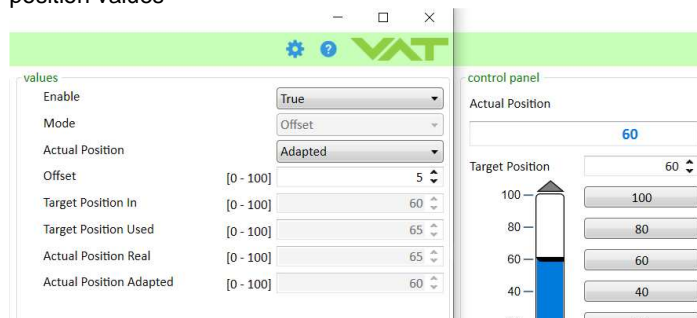 position values
VAT
values
Enable True
Mode Offset
Actual Position Adapted
Offset [0 - 100] 5
Target Position In [0 - 100] 60
Target Position Used [0 - 100] 65
Actual Position Real [0 - 100] 65
Actual Position Adapted [0 - 100] 60
control panel
Actual Position
60
Target Position 60
100 100
80 80
60 60
40 40